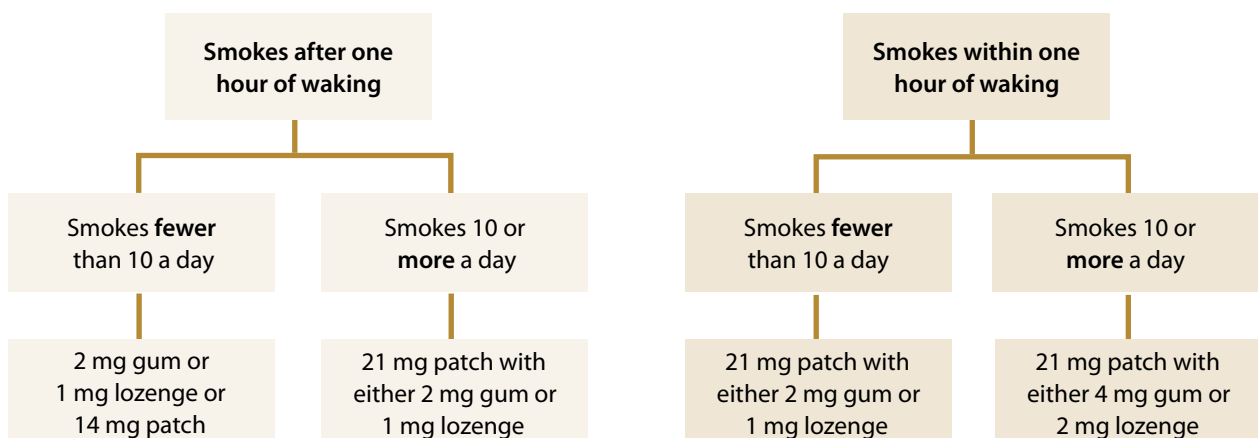 Smokes after one
hour of waking
Smokes fewer
than 10 a day
2 mg gum or
1 mg lozenge or
14 mg patch
Smokes 10 or
more a day
21 mg patch with
either 2 mg gum or
1 mg lozenge
Smokes within one
hour of waking
Smokes fewer
than 10 a day
21 mg patch with
either 2 mg gum or
1 mg lozenge
Smokes 10 or
more a day
21 mg patch with
either 4 mg gum or
2 mg lozenge